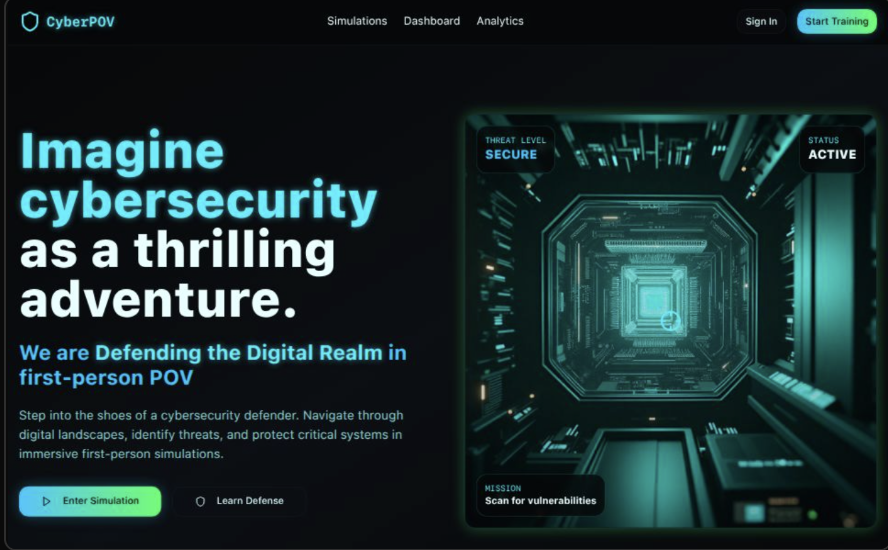 CyberPOV
Simulations
Dashboard
Analytics
Sign In
Start Training
Imagine
cybersecurity
as a thrilling
adventure.
We are Defending the Digital Realm in
first-person POV
Step into the shoes of a cybersecurity defender. Navigate through
digital landscapes, identify threats, and protect critical systems in
immersive first-person simulations.
Enter Simulation
Learn Defense
THREAT LEVEL
SECURE
STATUS
ACTIVE
MISSION
Scan for vulnerabilities